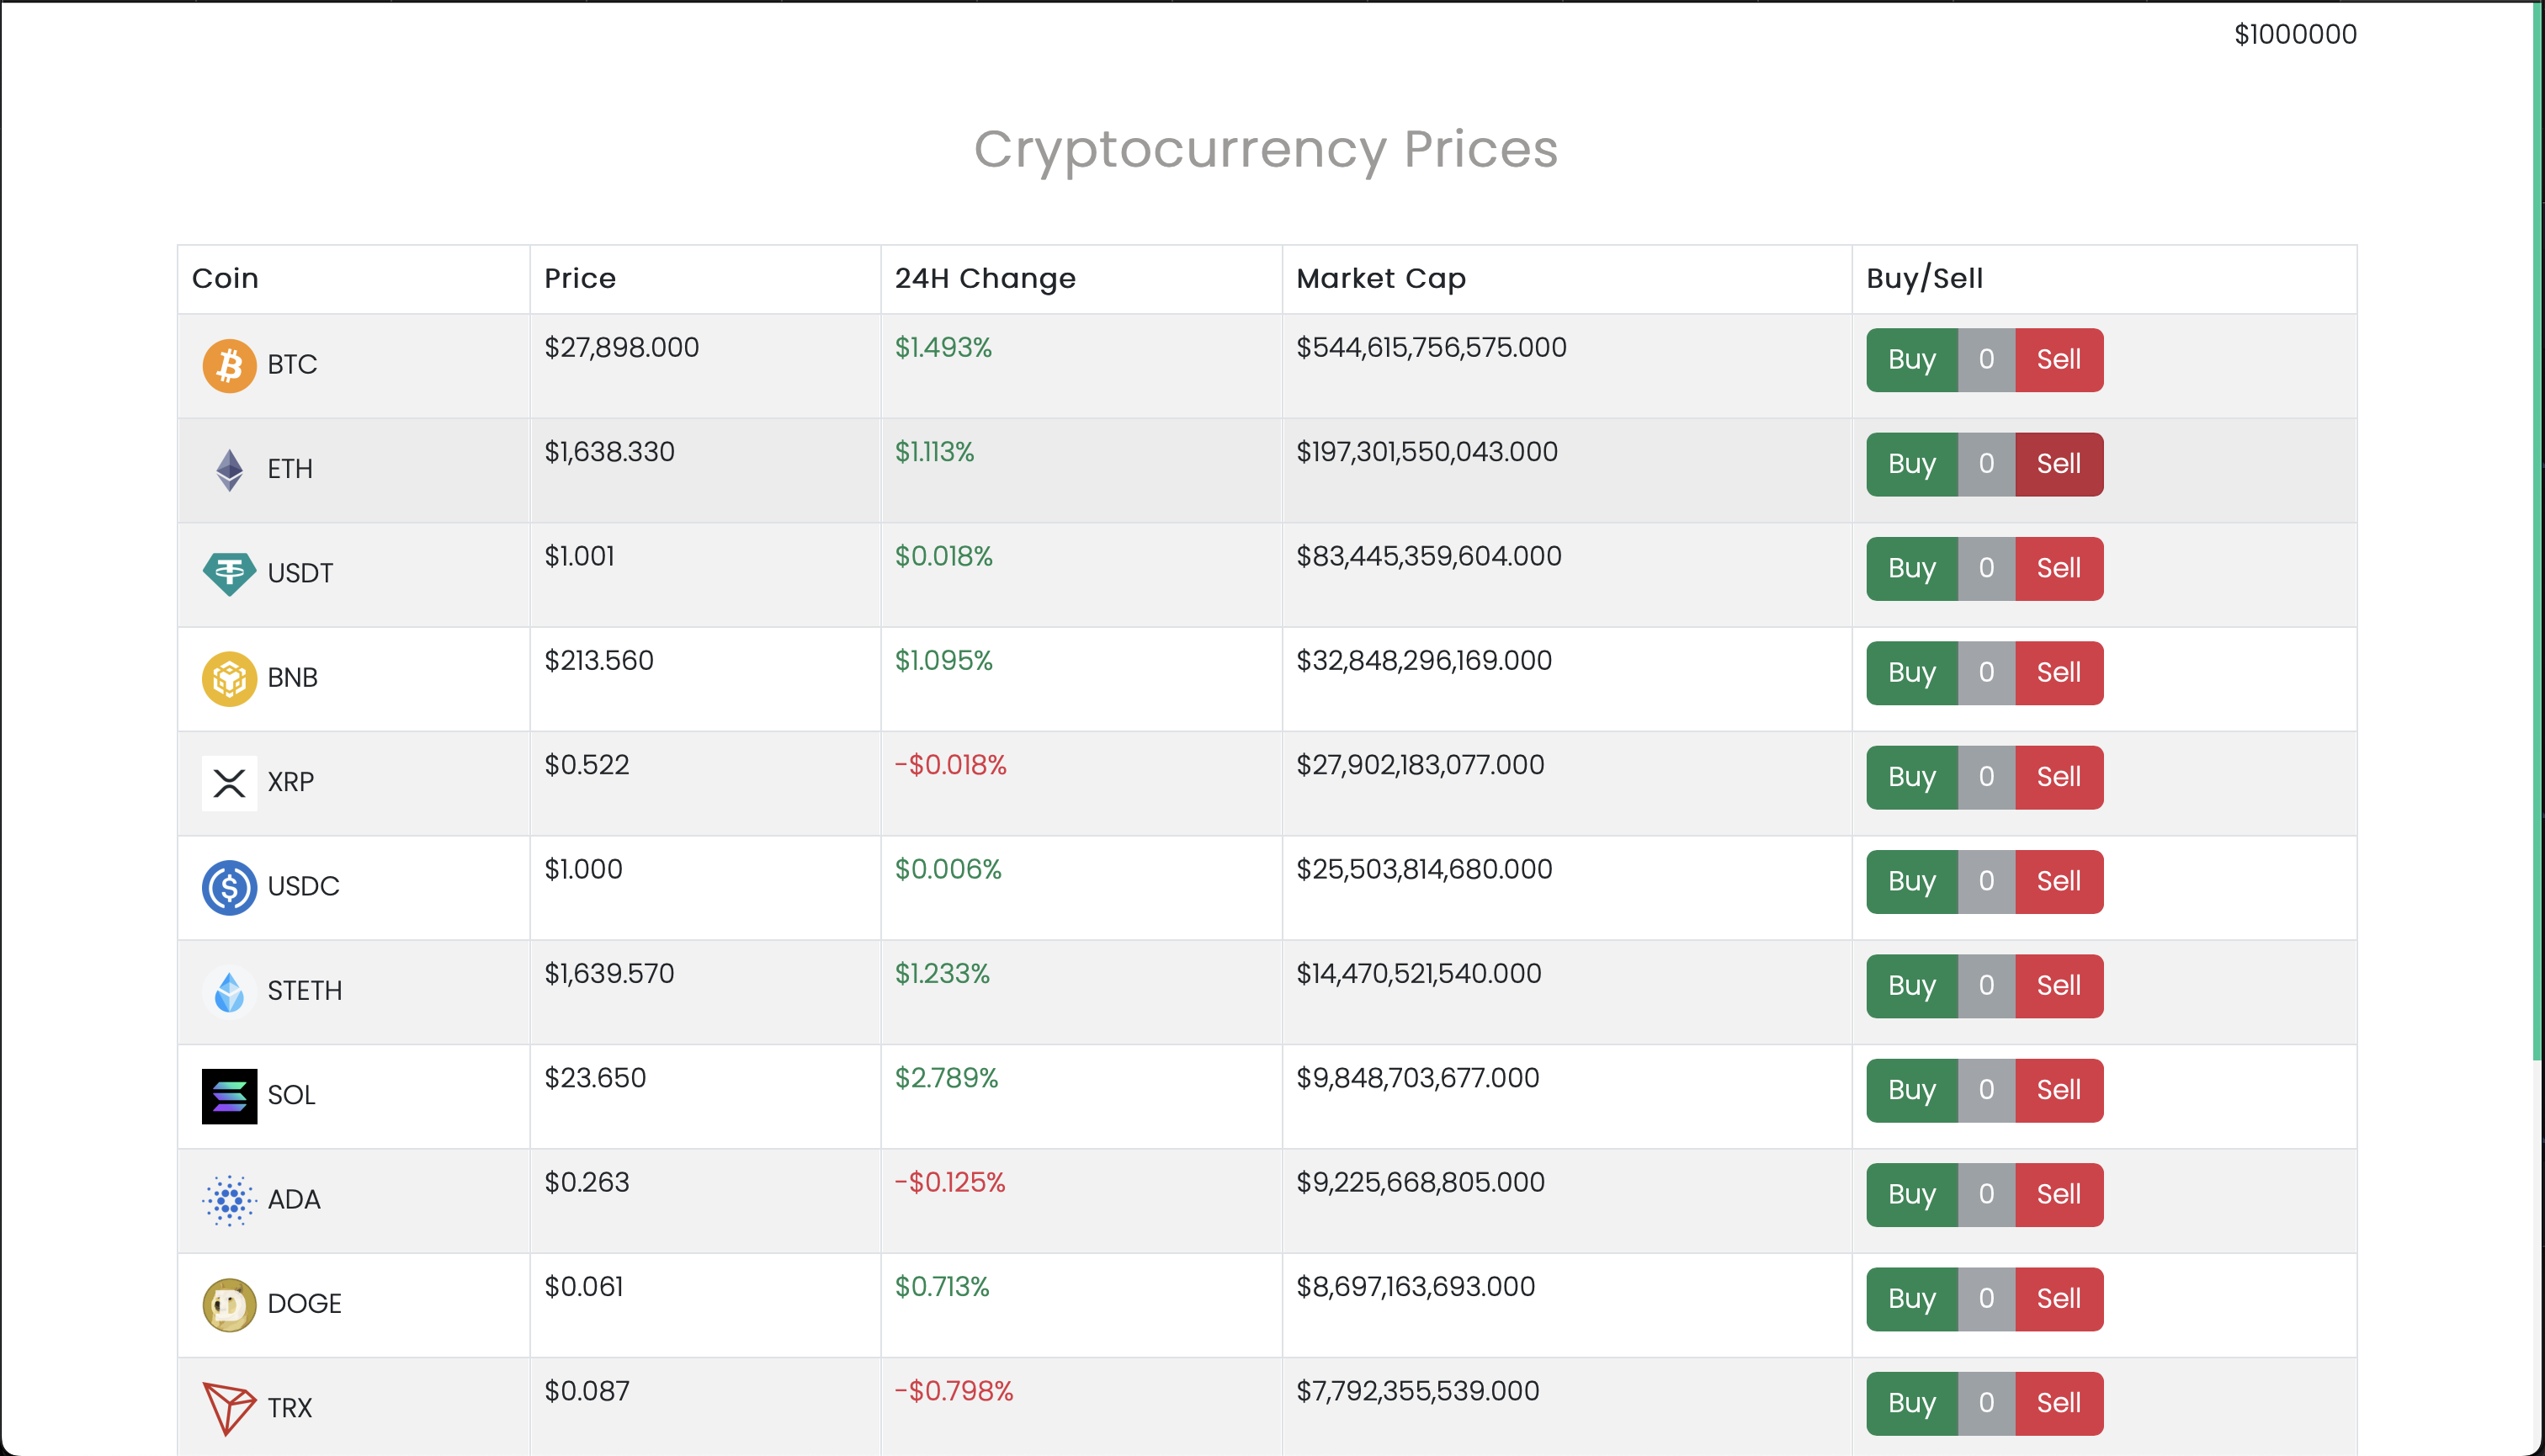 $1000000
Cryptocurrency Prices
Coin Price 24H Change Market Cap Buy/Sell
BTC $27,898.000 $1.493% $544,615,756,575.000 Buy 0 Sell
ETH $1,638.330 $1.113% $197,301,550,043.000 Buy 0 Sell
USDT $1.001 $0.018% $83,445,359,604.000 Buy 0 Sell
BNB $213.560 $1.095% $32,848,296,169.000 Buy 0 Sell
XRP $0.522 -$0.018% $27,902,183,077.000 Buy 0 Sell
USDC $1.000 $0.006% $25,503,814,680.000 Buy 0 Sell
STETH $1,639.570 $1.233% $14,470,521,540.000 Buy 0 Sell
SOL $23.650 $2.789% $9,848,703,677.000 Buy 0 Sell
ADA $0.263 -$0.125% $9,225,668,805.000 Buy 0 Sell
DOGE $0.061 $0.713% $8,697,163,693.000 Buy 0 Sell
TRX $0.087 -$0.798% $7,792,355,539.000 Buy 0 Sell